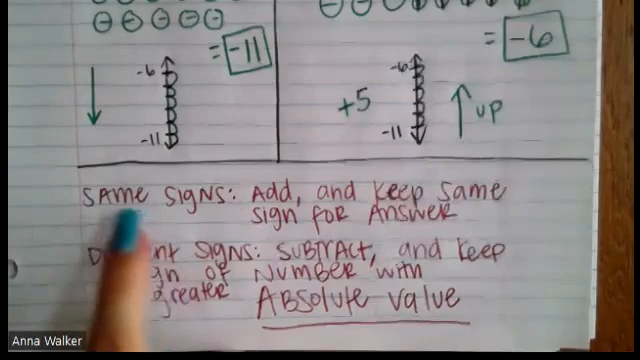 = -11
= -6
-6
-11
+5
-6
-11
UP
SAME SIGNS: Add, and Keep Same
Sign for Answer
SIGNS: SUBTRACT, and Keep
OF NUMBER with
greater ABSOLUTE VALUE
Anna Walker